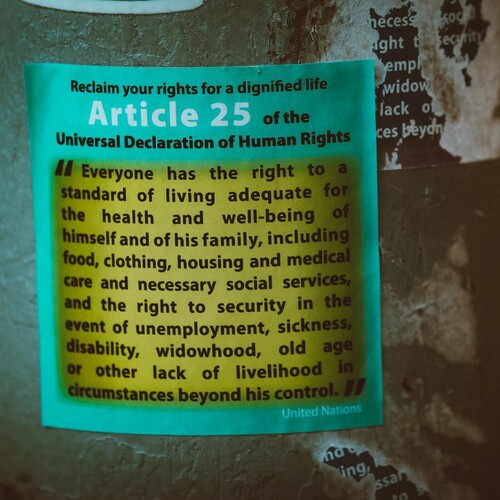 Reclaim your rights for a dignified life
Article 25 of the
Universal Declaration of Human Rights
" Everyone has the right to a
standard of living adequate for
the health and well-being of
himself and of his family, including
food, clothing, housing and medical
care and necessary social services,
and the right to security in the
event of unemployment, sickness,
disability, widowhood, old age
or other lack of livelihood in
circumstances beyond his control. "
United Nations
necess social
ght t security
empl
widow
lack of
ces beyon
nd
ing,
ssar